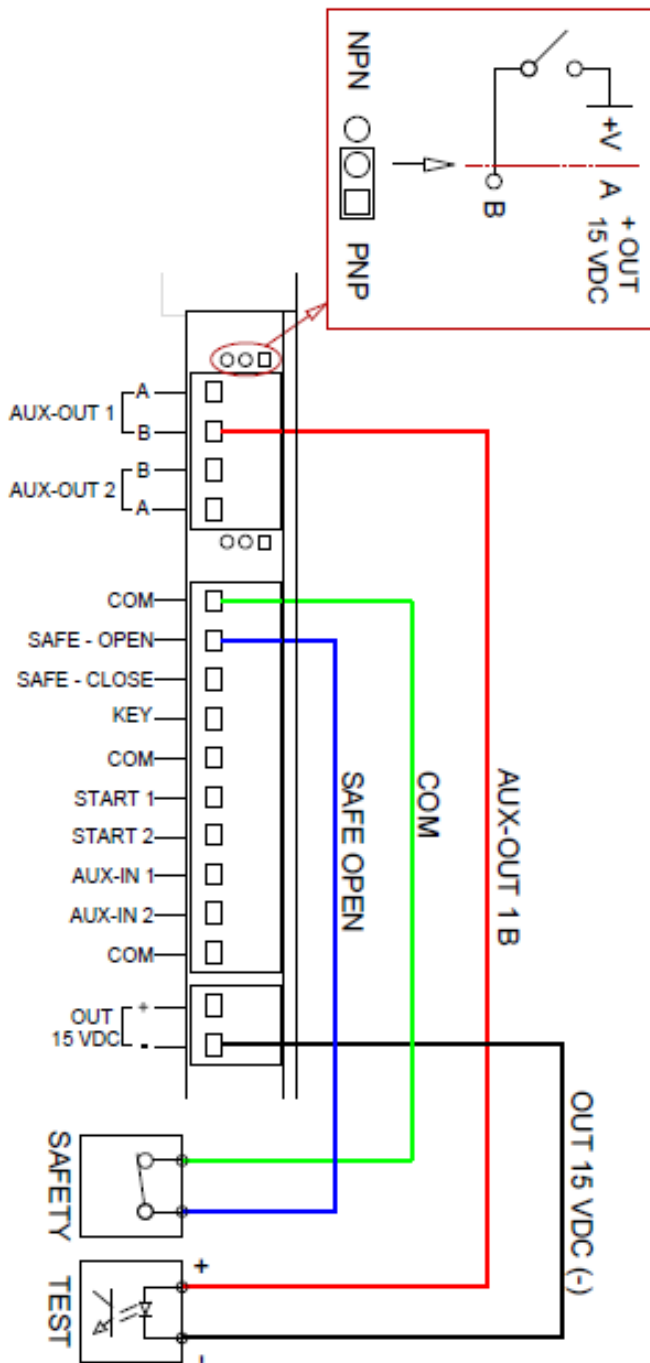 NPN
PNP
+V
A
+ OUT
15 VDC
B
AUX-OUT 1
A
B
AUX-OUT 2
B
A
COM
SAFE - OPEN
SAFE - CLOSE
KEY
COM
START 1
START 2
AUX-IN 1
AUX-IN 2
COM
OUT
15 VDC
+
-
SAFE OPEN
COM
AUX-OUT 1 B
OUT 15 VDC (-)
SAFETY
TEST
+
-